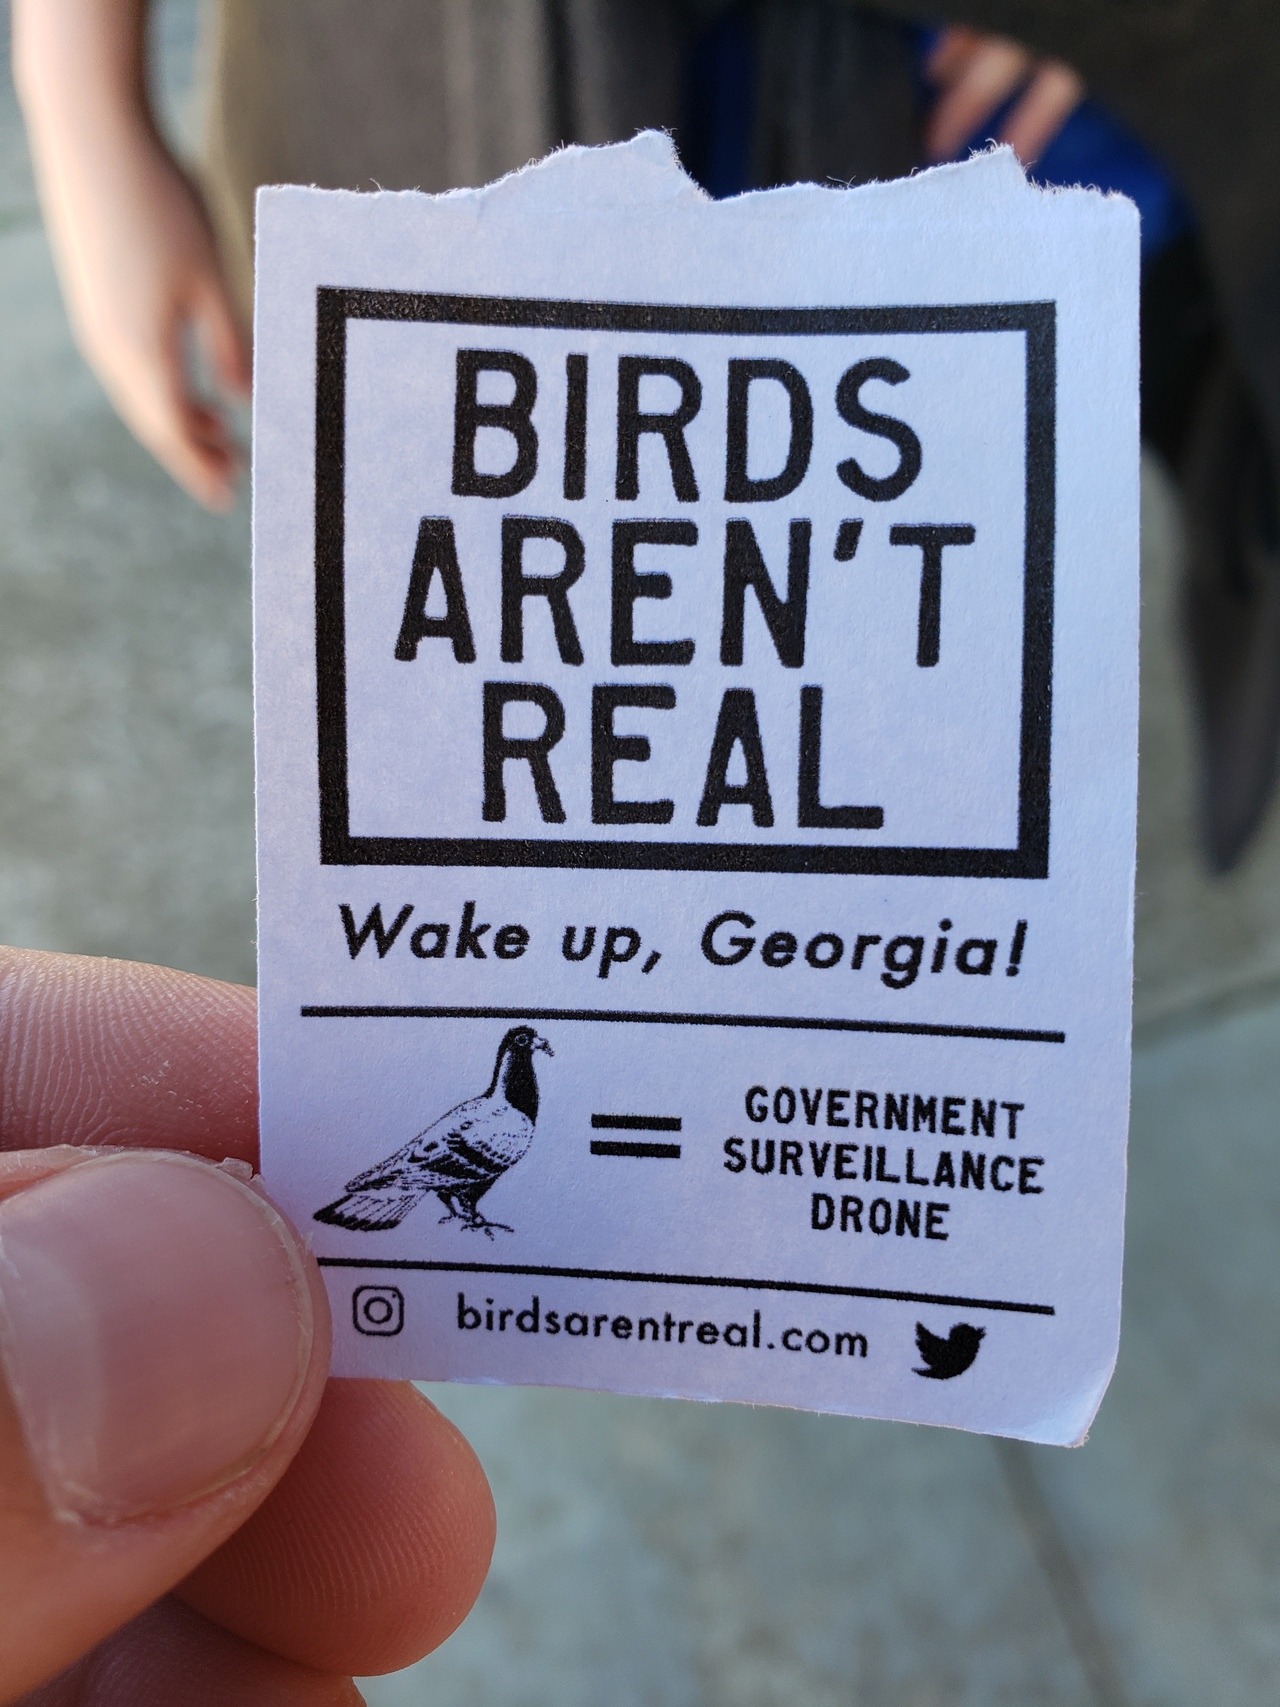 BIRDS
AREN'T
REAL
Wake up, Georgia!
=
GOVERNMENT
SURVEILLANCE
DRONE
birdsarentreal.com